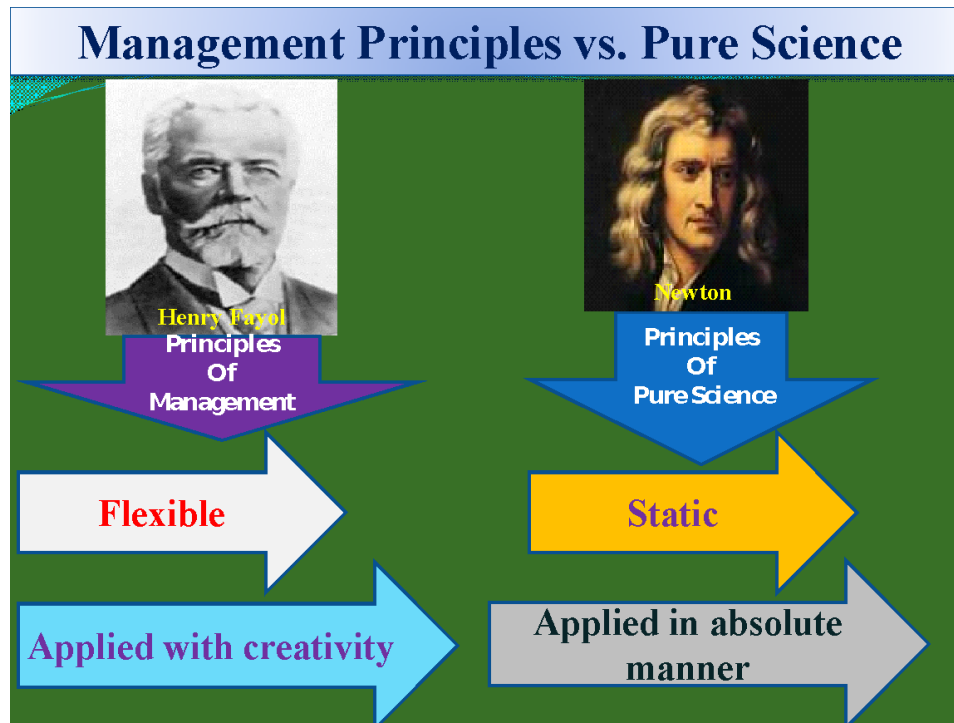 Management Principles vs. Pure Science
Henry Fayol
Principles
Of
Management
Flexible
Applied with creativity
Newton
Principles
Of
Pure Science
Static
Applied in absolute
manner